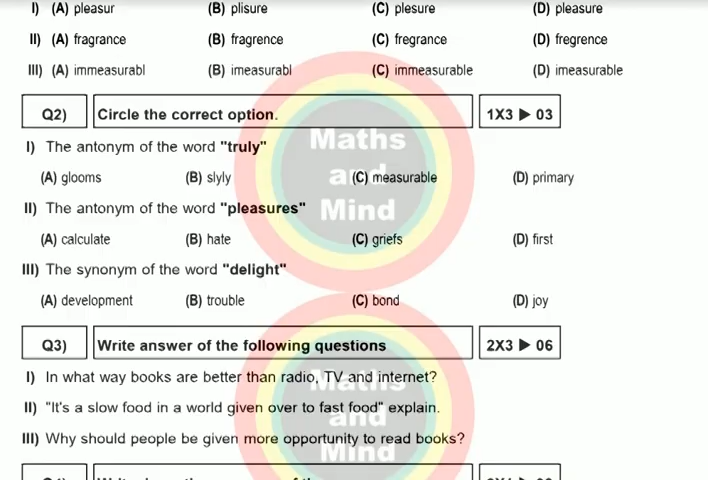 I) (A) pleasur (B) plisure (C) plesure (D) pleasure
II) (A) fragrance (B) fragrence (C) fregrance (D) fregrence
III) (A) immeasurabl (B) imeasurabl (C) immeasurable (D) imeasurable
Q2) Circle the correct option. 1X3 ▶ 03
Maths
and
Mind
I) The antonym of the word "truly"
(A) glooms (B) slyly (C) measurable (D) primary
II) The antonym of the word "pleasures"
(A) calculate (B) hate (C) griefs (D) first
III) The synonym of the word "delight"
(A) development (B) trouble (C) bond (D) joy
Q3) Write answer of the following questions 2X3 ▶ 06
I) In what way books are better than radio, TV and internet?
II) "It's a slow food in a world given over to fast food" explain.
III) Why should people be given more opportunity to read books?
Maths
and
Mind